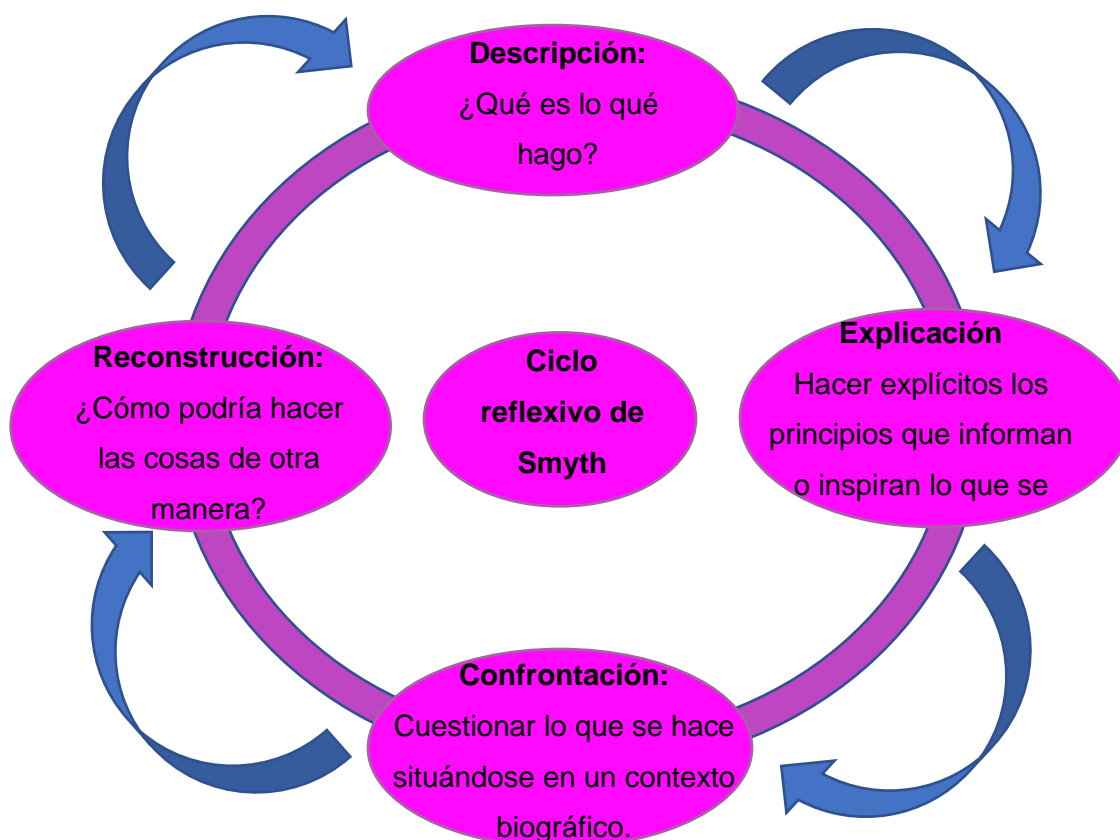 Descripción:
¿Qué es lo qué
hago?
Explicación
Hacer explícitos los
principios que informan
o inspiran lo que se
Confrontación:
Cuestionar lo que se hace
situándose en un contexto
biográfico.
Reconstrucción:
¿Cómo podría hacer
las cosas de otra
manera?
Ciclo
reflexivo de
Smyth